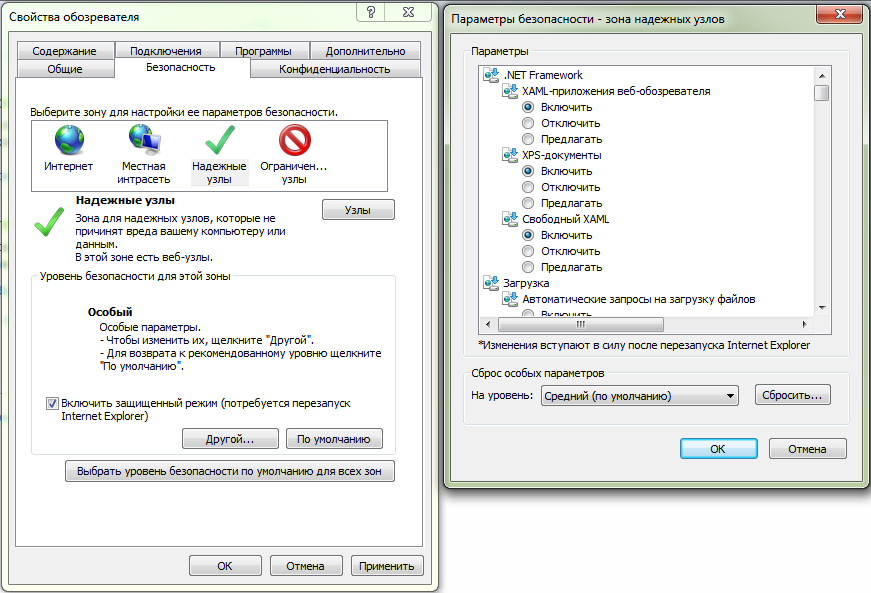 Свойства обозревателя
Содержание
Подключения
Программы
Дополнительно
Общие
Безопасность
Конфиденциальность
Выберите зону для настройки ее параметров безопасности.
Интернет
Местная
интрасеть
Надежные
узлы
Ограничен...
узлы
Надежные узлы
Узлы
Зона для надежных узлов, которые не
причинят вреда вашему компьютеру или
данным.
В этой зоне есть веб-узлы.
Уровень безопасности для этой зоны
Особый
Особые параметры.
- Чтобы изменить их, щелкните "Другой".
- Для возврата к рекомендованному уровню щелкните
"По умолчанию".
Включить защищенный режим (потребуется перезапуск
Internet Explorer)
Другой...
По умолчанию
Выбрать уровень безопасности по умолчанию для всех зон
ОК
Отмена
Применить
Параметры безопасности - зона надежных узлов
Параметры
.NET Framework
XAML-приложения веб-обозревателя
Включить
Отключить
Предлагать
XPS-документы
Включить
Отключить
Предлагать
Свободный XAML
Включить
Отключить
Предлагать
Загрузка
Автоматические запросы на загрузку файлов
Включить
*Изменения вступают в силу после перезапуска Internet Explorer
Сброс особых параметров
На уровень:
Средний (по умолчанию)
Сбросить...
ОК
Отмена